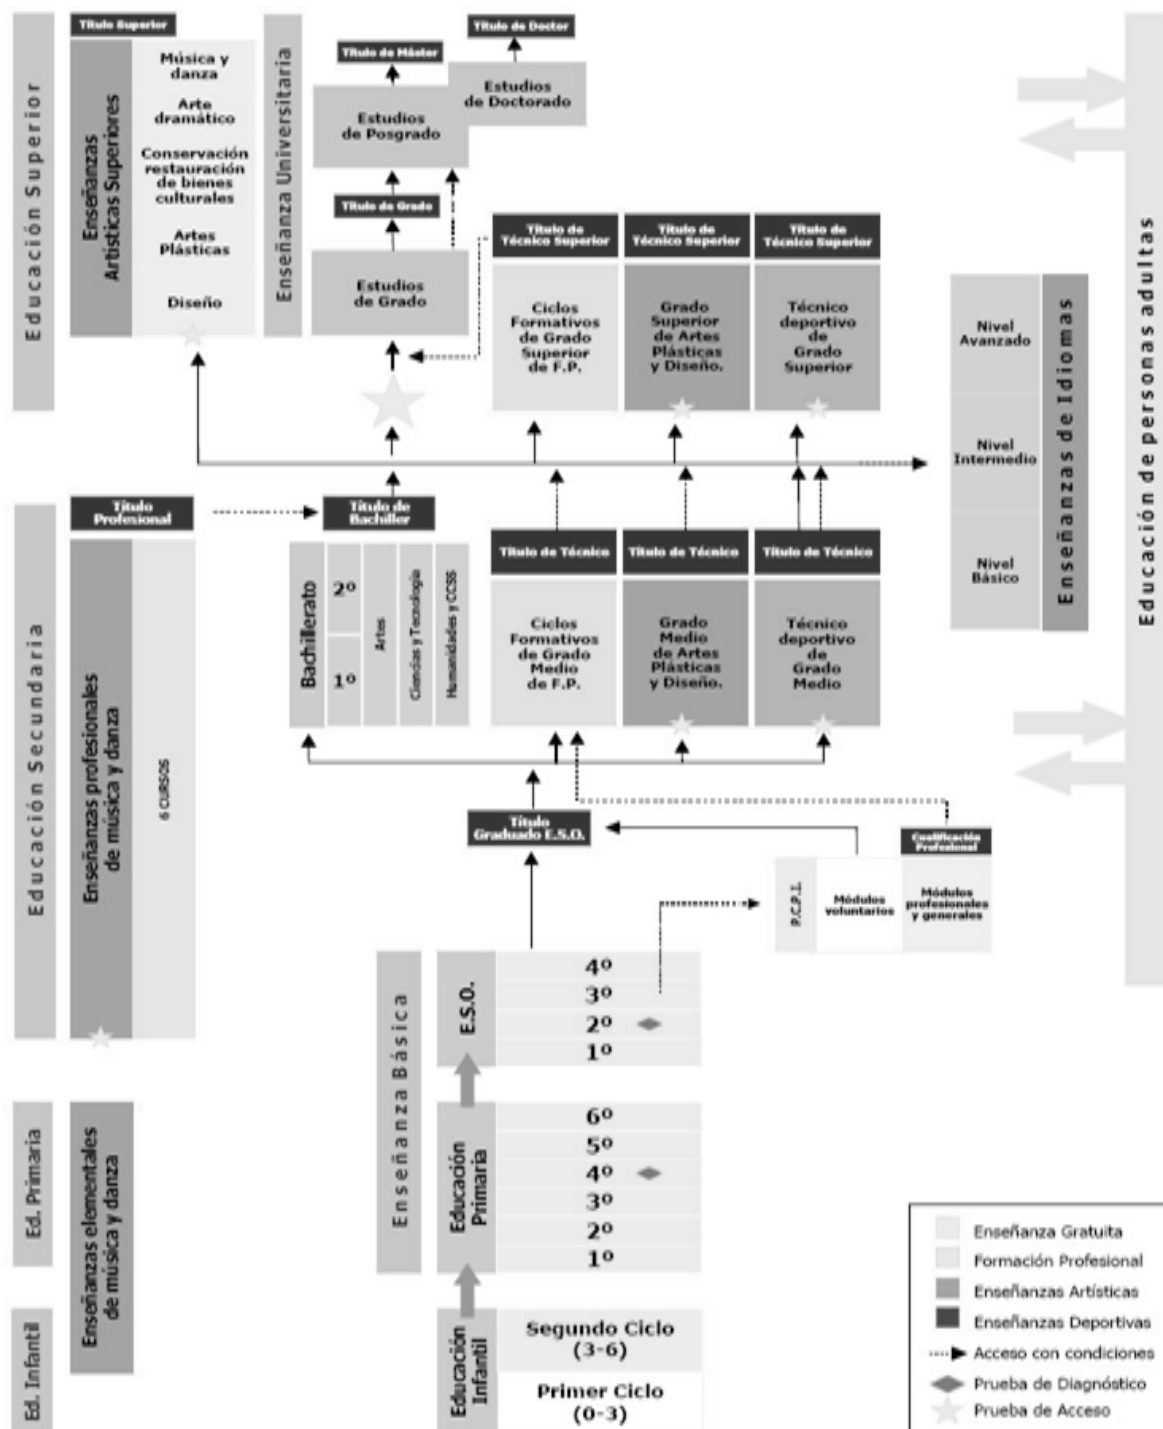 Educación Superior
Título Superior
Enseñanzas
Artísticas Superiores
Música y
danza
Arte
dramático
Conservación
restauración
de bienes
culturales
Artes
Plásticas
Diseño
Enseñanza Universitaria
Título de Máster
Título de Doctor
Estudios
de Posgrado
Estudios
de Doctorado
Título de Grado
Estudios
de Grado
Título de
Técnico Superior
Ciclos
Formativos
de Grado
Superior
de F.P.
Título de
Técnico Superior
Grado
Superior
de Artes
Plásticas
y Diseño.
Título de
Técnico Superior
Técnico
deportivo
de
Grado
Superior
Nivel
Avanzado
Nivel
Intermedio
Nivel
Básico
Enseñanzas de Idiomas
Educación de personas adultas
Educación Secundaria
Título
Profesional
Enseñanzas profesionales
de música y danza
6 CURSOS
Título de
Bachiller
Bachillerato
2º
1º
Artes
Ciencias y Tecnología
Humanidades y CCSS
Título de Técnico
Ciclos
Formativos
de Grado
Medio
de F.P.
Título de Técnico
Grado
Medio
de Artes
Plásticas
y Diseño.
Título de Técnico
Técnico
deportivo
de
Grado
Medio
Título
Graduado E.S.O.
Cualificación
Profesional
P.C.P.I.
Módulos
voluntarios
Módulos
profesionales
y generales
Enseñanza Básica
E.S.O.
4º
3º
2º
1º
Ed. Primaria
Enseñanzas elementales
de música y danza
Educación
Primaria
6º
5º
4º
3º
2º
1º
Ed. Infantil
Educación
Infantil
Segundo Ciclo
(3-6)
Primer Ciclo
(0-3)
Enseñanza Gratuita
Formación Profesional
Enseñanzas Artísticas
Enseñanzas Deportivas
Acceso con condiciones
Prueba de Diagnóstico
Prueba de Acceso